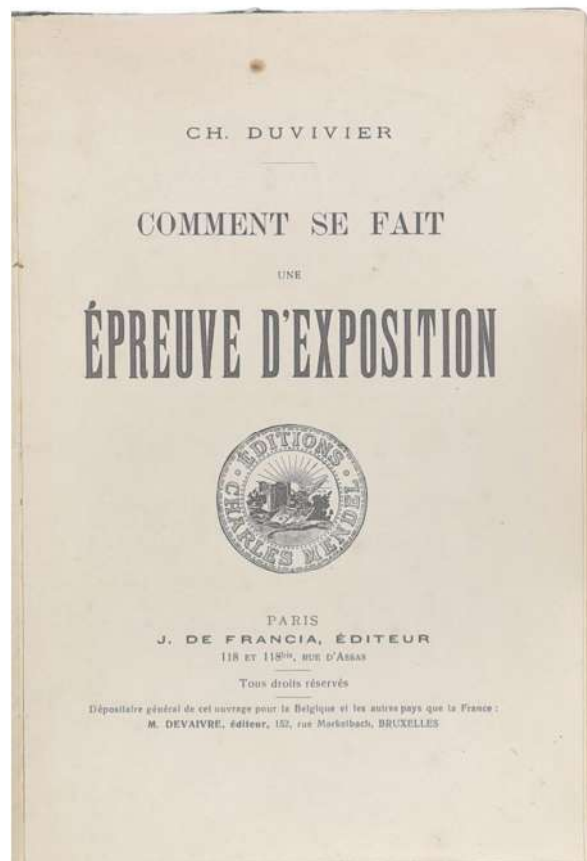 CH. DUVIVIER
COMMENT SE FAIT
UNE
ÉPREUVE D'EXPOSITION
· ÉDITIONS ·
CHARLES MENDEL
PARIS
J. DE FRANCIA, ÉDITEUR
118 ET 118bis, RUE D'ASSAS
Tous droits réservés
Dépositaire général de cet ouvrage pour la Belgique et les autres pays que la France :
M. DEVAIVRE, éditeur, 152, rue Markelbach, BRUXELLES